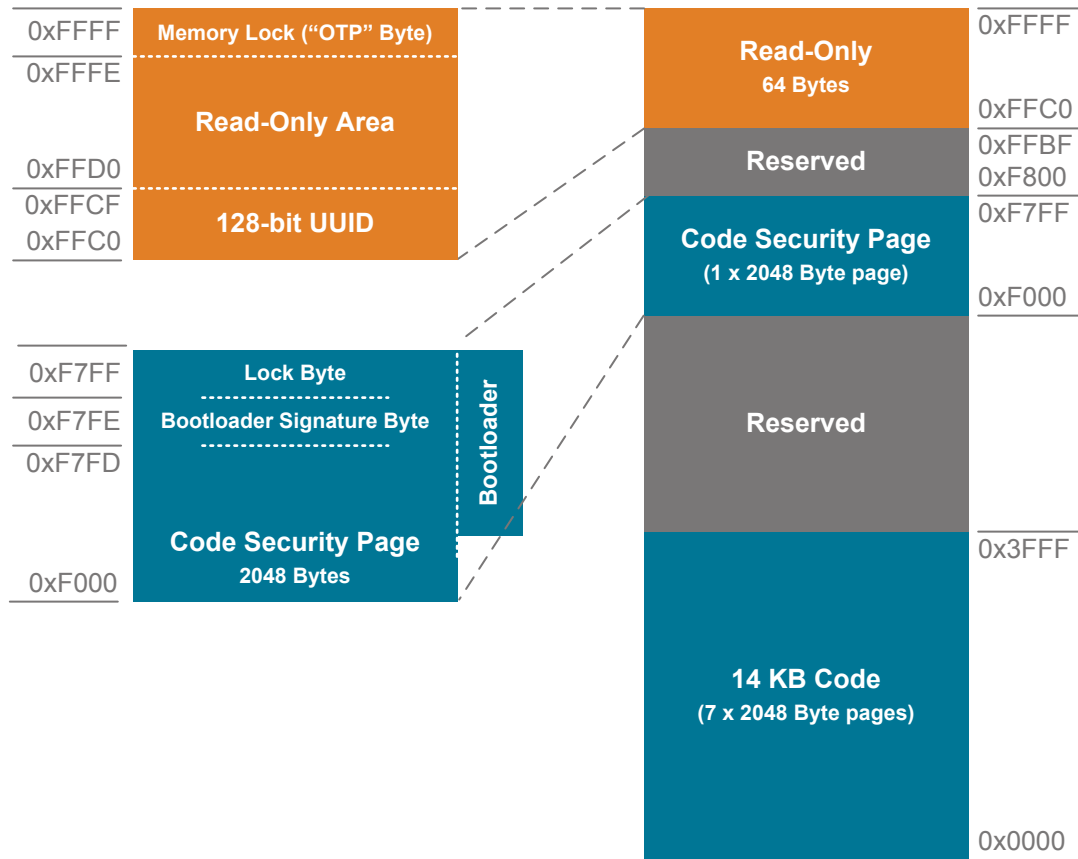 0xFFFF
Memory Lock (“OTP” Byte)
0xFFFE
Read-Only Area
0xFFD0
0xFFCF
128-bit UUID
0xFFC0
0xF7FF
Lock Byte
0xF7FE
Bootloader Signature Byte
0xF7FD
Code Security Page
2048 Bytes
0xF000
Bootloader
0xFFFF
Read-Only
64 Bytes
0xFFC0
0xFFBF
Reserved
0xF800
0xF7FF
Code Security Page
(1 x 2048 Byte page)
0xF000
Reserved
0x3FFF
14 KB Code
(7 x 2048 Byte pages)
0x0000